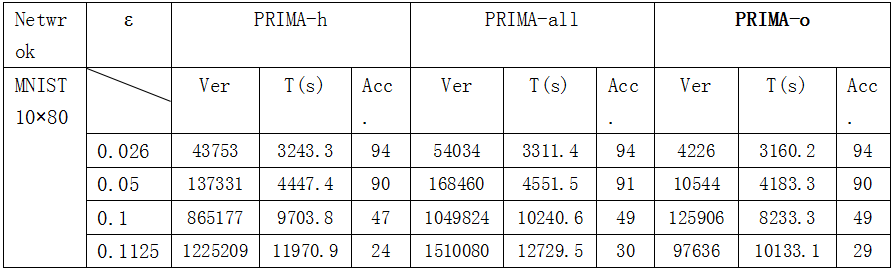 Netwrok ε PRIMA-h PRIMA-all PRIMA-o
MNIST 10×80 Ver T(s) Acc. Ver T(s) Acc. Ver T(s) Acc.
0.026 43753 3243.3 94 54034 3311.4 94 4226 3160.2 94
0.05 137331 4447.4 90 168460 4551.5 91 10544 4183.3 90
0.1 865177 9703.8 47 1049824 10240.6 49 125906 8233.3 49
0.1125 1225209 11970.9 24 1510080 12729.5 30 97636 10133.1 29